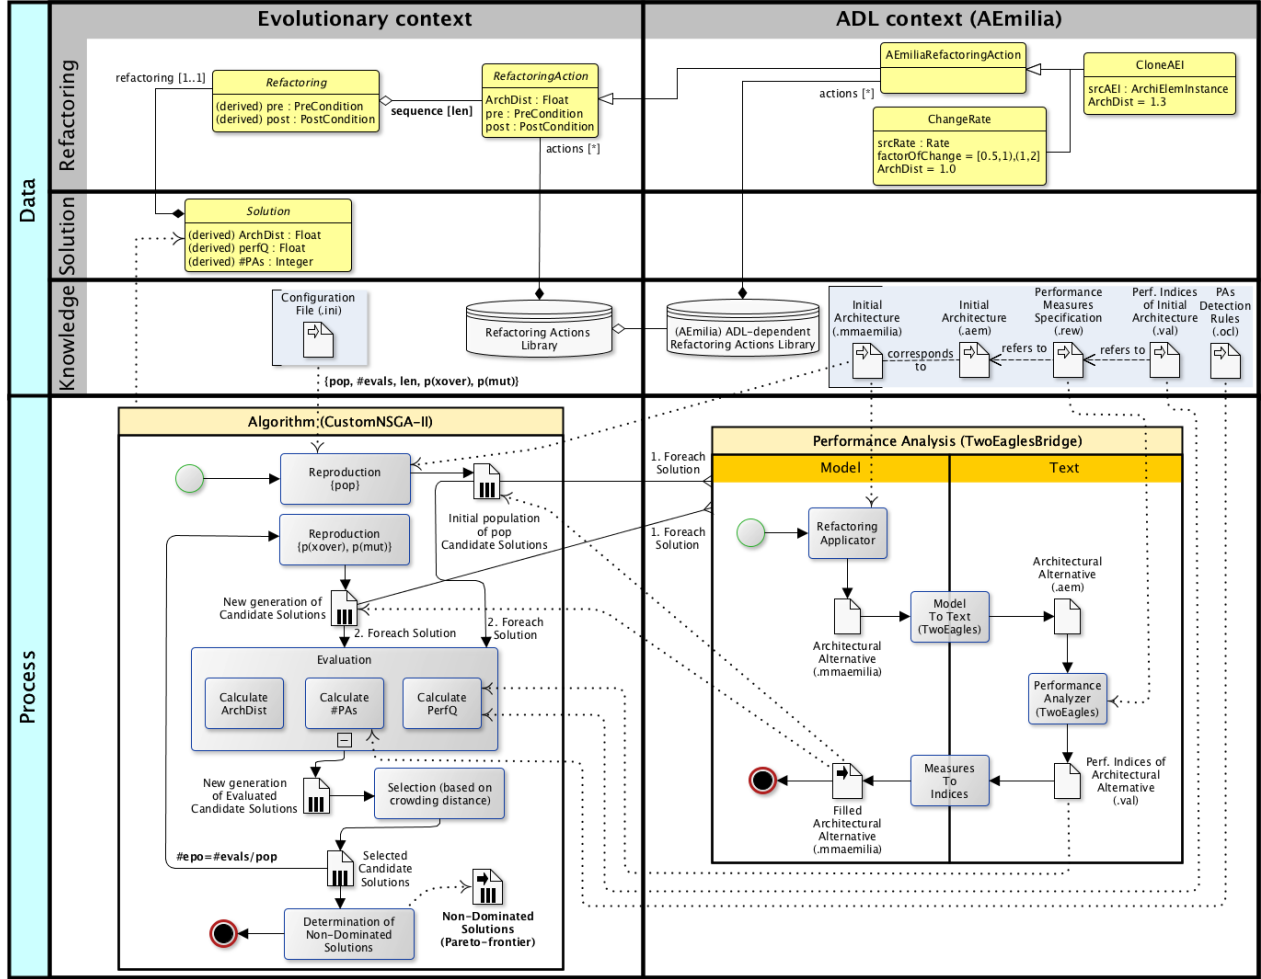 Evolutionary context
ADL context (AEmilia)
Data
Refactoring
refactoring [1..1]
Refactoring
(derived) pre : PreCondition
(derived) post : PostCondition
sequence [len]
RefactoringAction
ArchDist : Float
pre : PreCondition
post : PostCondition
actions [*]
AEmiliaRefactoringAction
actions [*]
CloneAEI
srcAEI : ArchiElemInstance
ArchDist = 1.3
ChangeRate
srcRate : Rate
factorOfChange = [0.5,1),(1,2]
ArchDist = 1.0
Solution
Solution
(derived) ArchDist : Float
(derived) perfQ : Float
(derived) #PAs : Integer
Knowledge
Configuration
File (.ini)
{pop, #evals, len, p(xover), p(mut)}
Refactoring Actions
Library
(AEmilia) ADL-dependent
Refactoring Actions Library
Initial
Architecture
(.mmaemilia)
corresponds
to
Initial
Architecture
(.aem)
refers to
Performance
Measures
Specification
(.rew)
refers to
Perf. Indices
of Initial
Architecture
(.val)
PAs
Detection
Rules
(.ocl)
Process
Algorithm (CustomNSGA-II)
Reproduction
{pop}
Initial population
of pop
Candidate Solutions
Reproduction
{p(xover), p(mut)}
New generation of
Candidate Solutions
2. Foreach Solution
2. Foreach
Solution
1. Foreach
Solution
1. Foreach
Solution
Evaluation
Calculate
ArchDist
Calculate
#PAs
Calculate
PerfQ
New generation
of Evaluated
Candidate Solutions
Selection (based on
crowding distance)
#epo=#evals/pop
Selected
Candidate
Solutions
Determination of
Non-Dominated
Solutions
Non-Dominated
Solutions
(Pareto-frontier)
Performance Analysis (TwoEaglesBridge)
Model
Text
Refactoring
Applicator
Architectural
Alternative
(.mmaemilia)
Model
To Text
(TwoEagles)
Architectural
Alternative
(.aem)
Performance
Analyzer
(TwoEagles)
Perf. Indices of
Architectural
Alternative
(.val)
Measures
To
Indices
Filled
Architectural
Alternative
(.mmaemilia)